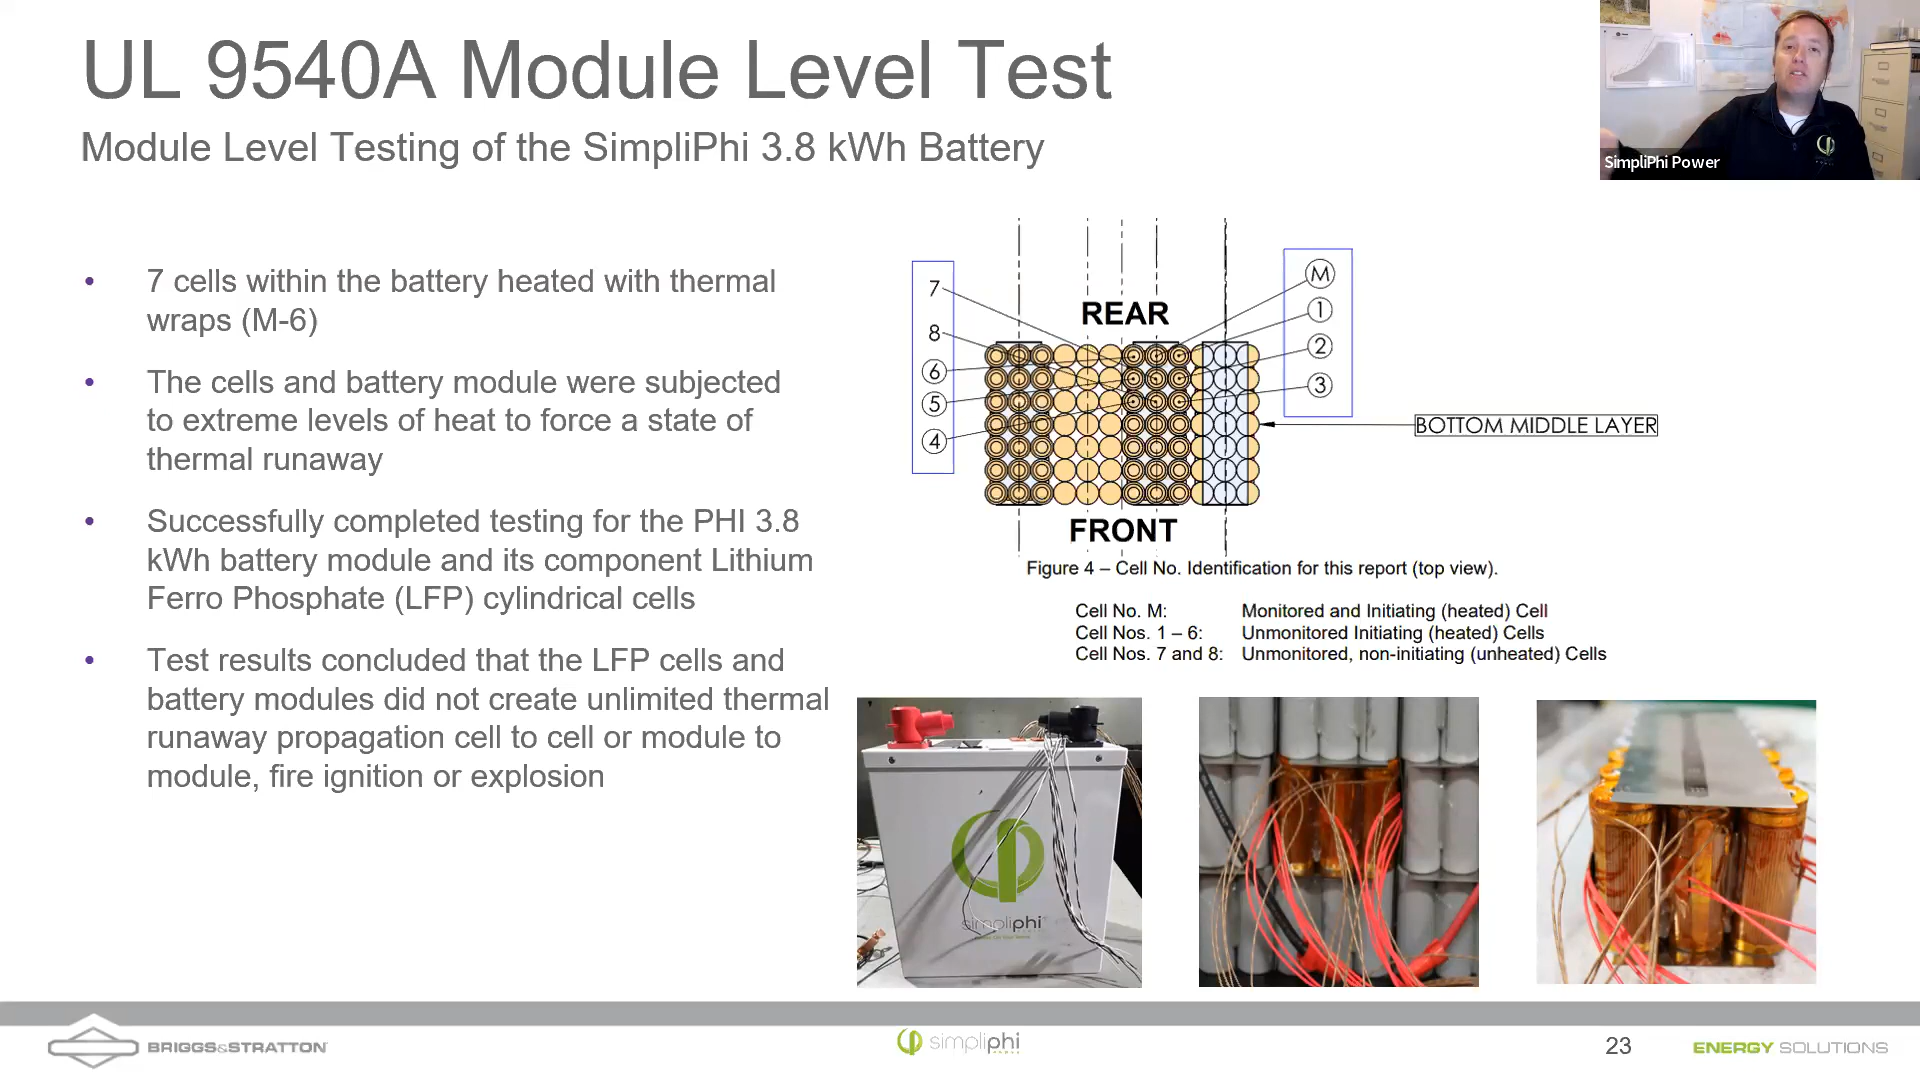 UL 9540A Module Level Test
Module Level Testing of the SimpliPhi 3.8 kWh Battery
SimpliPhi Power
• 7 cells within the battery heated with thermal
wraps (M-6)
• The cells and battery module were subjected
to extreme levels of heat to force a state of
thermal runaway
• Successfully completed testing for the PHI 3.8
kWh battery module and its component Lithium
Ferro Phosphate (LFP) cylindrical cells
• Test results concluded that the LFP cells and
battery modules did not create unlimited thermal
runaway propagation cell to cell or module to
module, fire ignition or explosion
7
8
6
5
4
REAR
M
1
2
3
BOTTOM MIDDLE LAYER
FRONT
Figure 4 – Cell No. Identification for this report (top view).
Cell No. M: Monitored and Initiating (heated) Cell
Cell Nos. 1 – 6: Unmonitored Initiating (heated) Cells
Cell Nos. 7 and 8: Unmonitored, non-initiating (unheated) Cells
simpliphi
BRIGGS&STRATTON
simpliphi
23
ENERGY SOLUTIONS